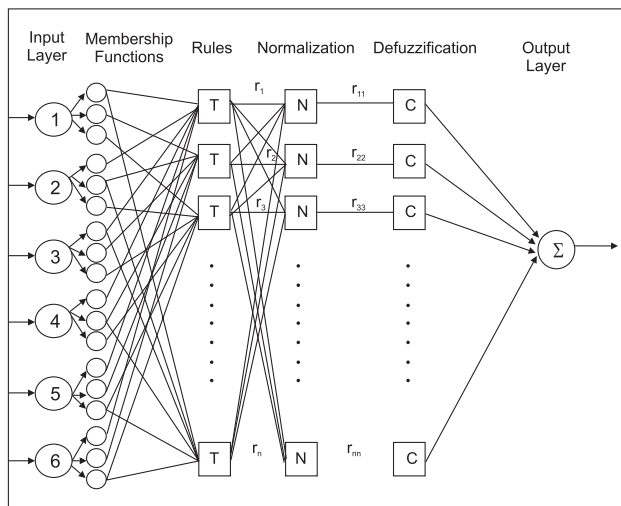 Input Layer
Membership Functions
Rules
Normalization
Defuzzification
Output Layer
1
2
3
4
5
6
T
r1
N
r11
C
T
r2
N
r22
C
T
r3
N
r33
C
Σ
T
rn
N
rnn
C